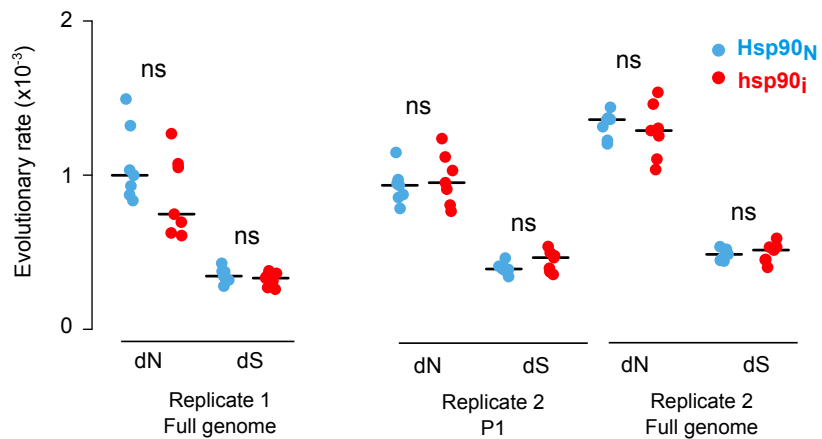 Evolutionary rate (x10⁻³)
2
1
0
ns
ns
ns
ns
ns
ns
Hsp90N
hsp90i
dN
dS
dN
dS
dN
dS
Replicate 1
Full genome
Replicate 2
P1
Replicate 2
Full genome